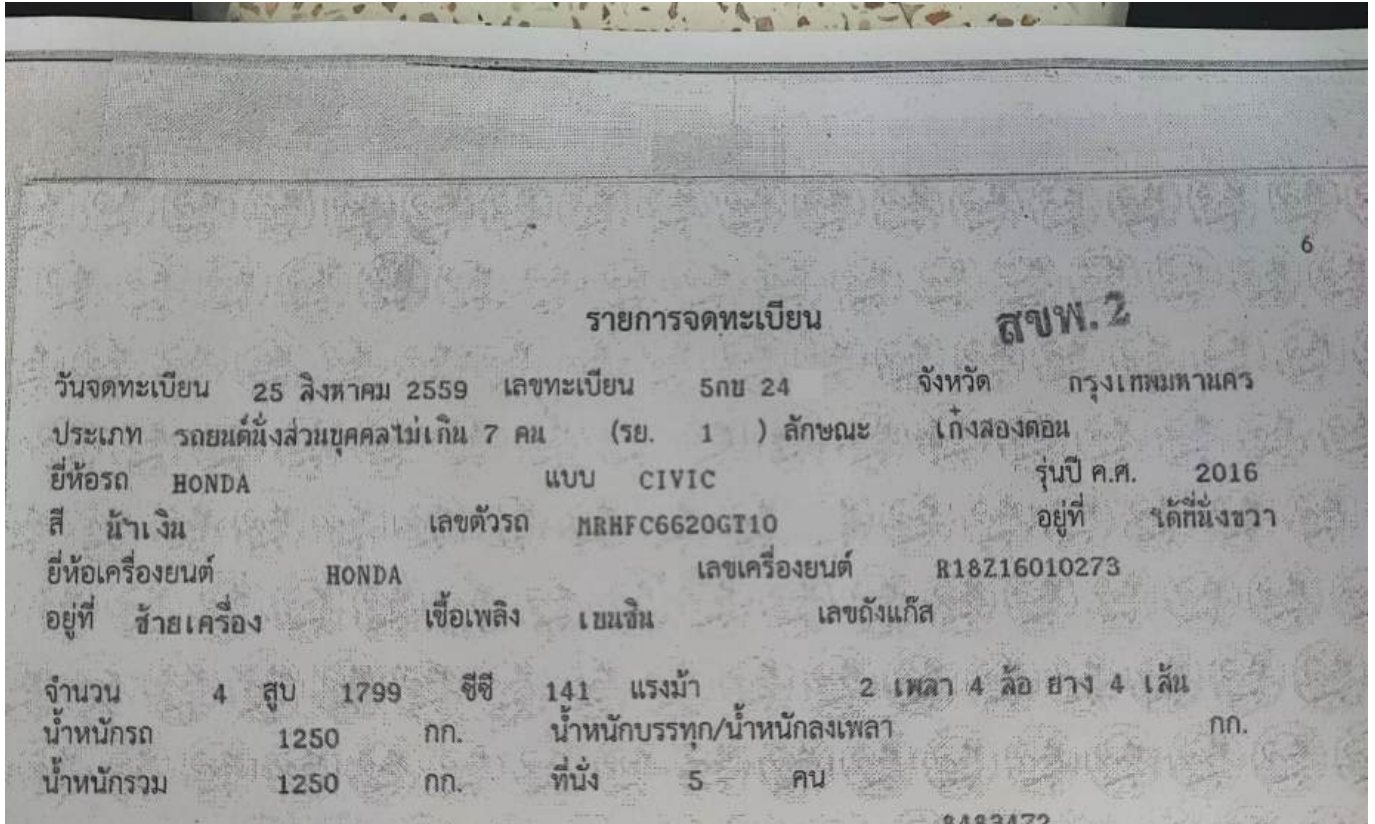 6
รายการจดทะเบียน สขพ.2
วันจดทะเบียน 25 สิงหาคม 2559 เลขทะเบียน 5กข 24 จังหวัด กรุงเทพมหานคร
ประเภท รถยนต์นั่งส่วนบุคคลไม่เกิน 7 คน (รย. 1 ) ลักษณะ เก๋งสองตอน
ยี่ห้อรถ HONDA แบบ CIVIC รุ่นปี ค.ศ. 2016
สี น้ำเงิน เลขตัวรถ MRHFC6620GT10 อยู่ที่ ใต้ที่นั่งขวา
ยี่ห้อเครื่องยนต์ HONDA เลขเครื่องยนต์ R18Z16010273
อยู่ที่ ซ้ายเครื่อง เชื้อเพลิง เบนซิน เลขถังแก๊ส
จำนวน 4 สูบ 1799 ซีซี 141 แรงม้า 2 เพลา 4 ล้อ ยาง 4 เส้น
น้ำหนักรถ 1250 กก. น้ำหนักบรรทุก/น้ำหนักลงเพลา กก.
น้ำหนักรวม 1250 กก. ที่นั่ง 5 คน